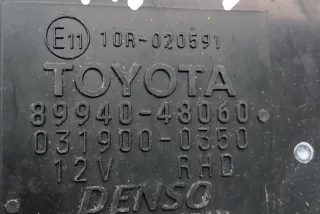 E11 10R-020591
TOYOTA
89940-48060
031900-0350
12V RHD
DENSO